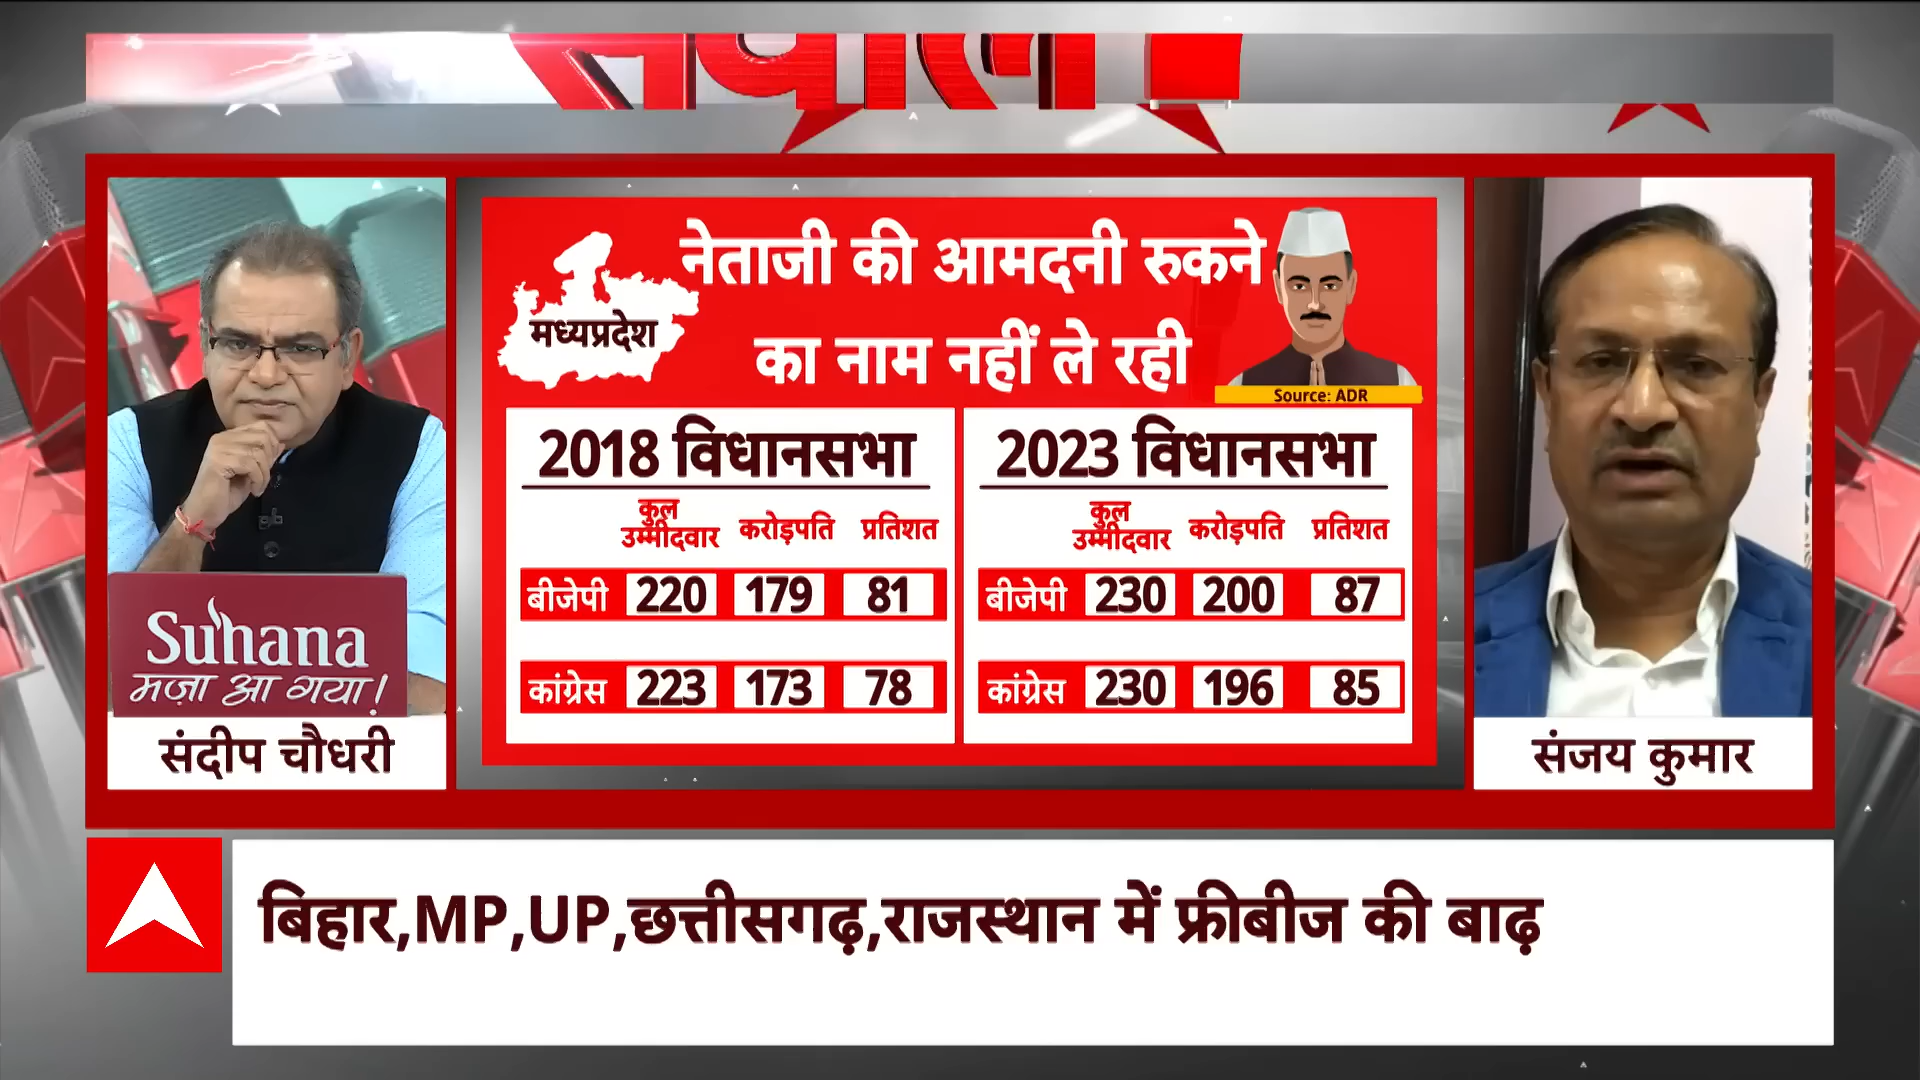 सवाल
मध्यप्रदेश
नेताजी की आमदनी रुकने
का नाम नहीं ले रही
Source: ADR
2018 विधानसभा
कुल उम्मीदवार करोड़पति प्रतिशत
बीजेपी 220 179 81
कांग्रेस 223 173 78
2023 विधानसभा
कुल उम्मीदवार करोड़पति प्रतिशत
बीजेपी 230 200 87
कांग्रेस 230 196 85
Suhana
मज़ा आ गया!
संदीप चौधरी
संजय कुमार
बिहार,MP,UP,छत्तीसगढ़,राजस्थान में फ्रीबीज की बाढ़